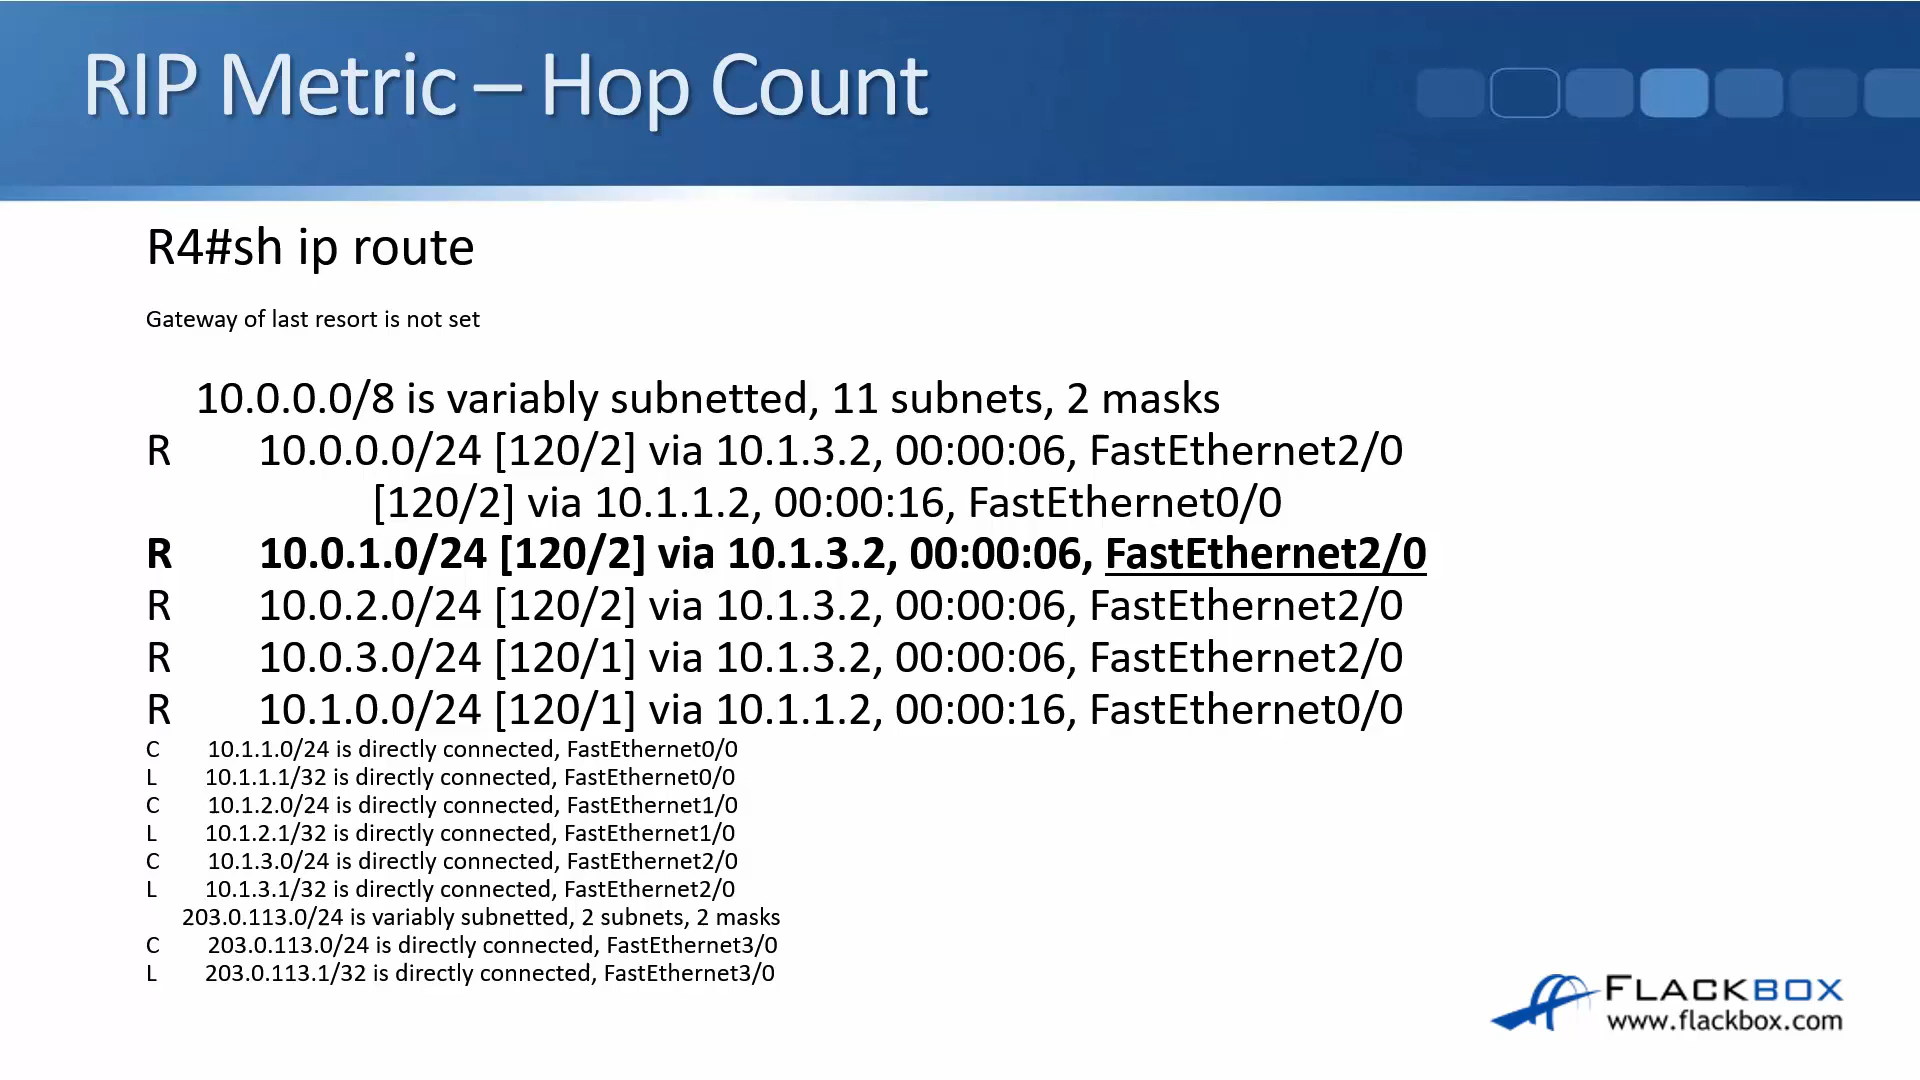 RIP Metric – Hop Count
R4#sh ip route
Gateway of last resort is not set
10.0.0.0/8 is variably subnetted, 11 subnets, 2 masks
R 10.0.0.0/24 [120/2] via 10.1.3.2, 00:00:06, FastEthernet2/0
[120/2] via 10.1.1.2, 00:00:16, FastEthernet0/0
R 10.0.1.0/24 [120/2] via 10.1.3.2, 00:00:06, FastEthernet2/0
R 10.0.2.0/24 [120/2] via 10.1.3.2, 00:00:06, FastEthernet2/0
R 10.0.3.0/24 [120/1] via 10.1.3.2, 00:00:06, FastEthernet2/0
R 10.1.0.0/24 [120/1] via 10.1.1.2, 00:00:16, FastEthernet0/0
C 10.1.1.0/24 is directly connected, FastEthernet0/0
L 10.1.1.1/32 is directly connected, FastEthernet0/0
C 10.1.2.0/24 is directly connected, FastEthernet1/0
L 10.1.2.1/32 is directly connected, FastEthernet1/0
C 10.1.3.0/24 is directly connected, FastEthernet2/0
L 10.1.3.1/32 is directly connected, FastEthernet2/0
203.0.113.0/24 is variably subnetted, 2 subnets, 2 masks
C 203.0.113.0/24 is directly connected, FastEthernet3/0
L 203.0.113.1/32 is directly connected, FastEthernet3/0
FLACKBOX
www.flackbox.com